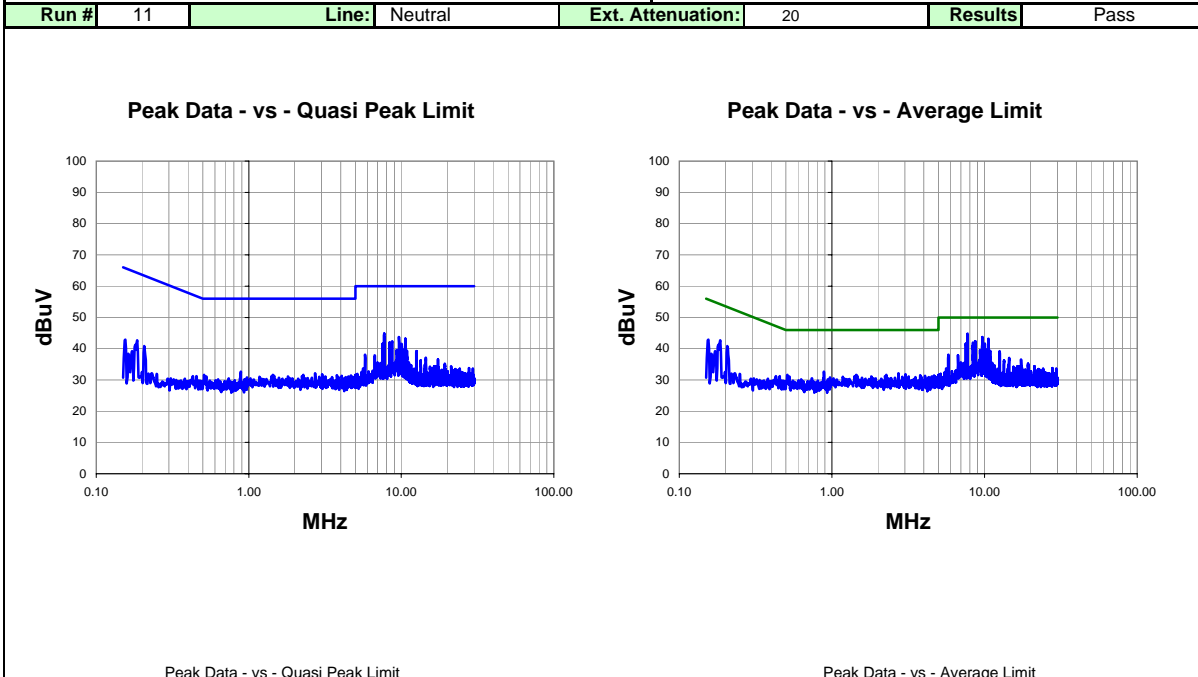 Run # 11 Line: Neutral Ext. Attenuation: 20 Results Pass
Peak Data - vs - Quasi Peak Limit
100
90
80
70
60
50
40
30
20
10
0
dBuV
0.10 1.00 10.00 100.00
MHz
Peak Data - vs - Average Limit
100
90
80
70
60
50
40
30
20
10
0
dBuV
0.10 1.00 10.00 100.00
MHz
Peak Data - vs - Quasi Peak Limit
Peak Data - vs - Average Limit